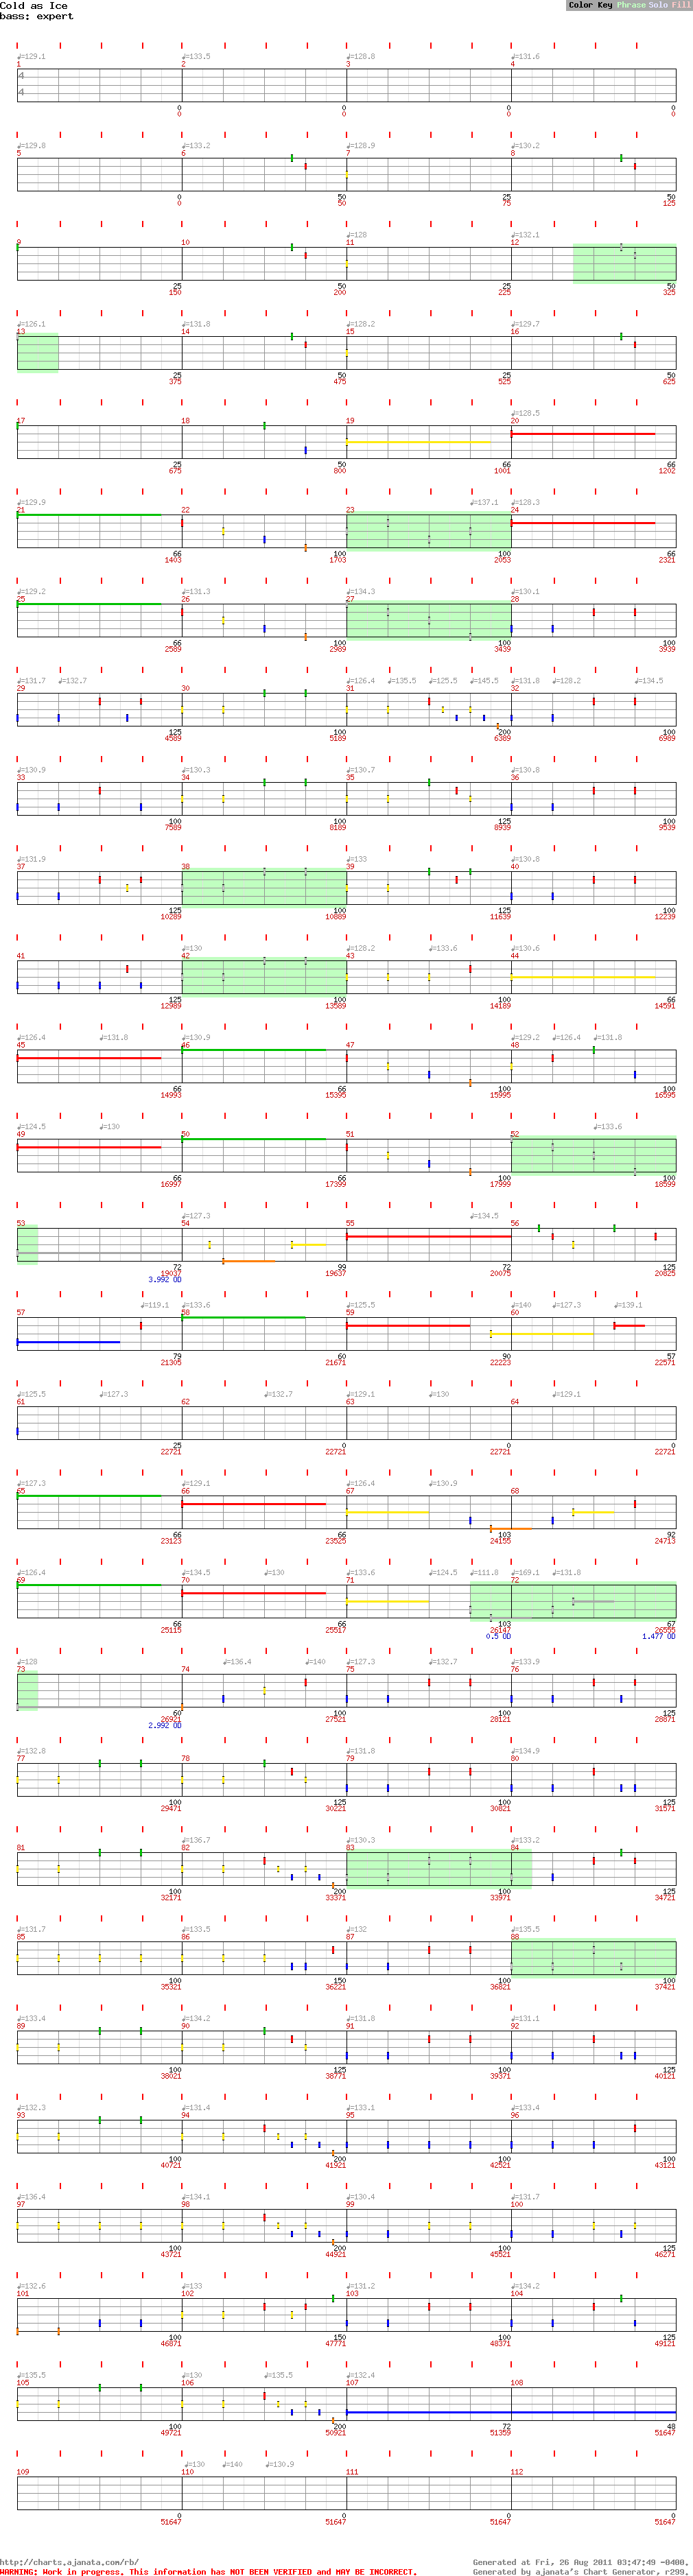 Cold as Ice
Color Key Phrase Solo Fill
bass: expert
♩=129.1 ♩=133.5 ♩=128.8 ♩=131.6
1 2 3 4
4
4
0 0 0 0
0 0 0 0
♩=129.8 ♩=133.2 ♩=128.9 ♩=130.2
5 6 7 8
0 50 25 50
0 50 75 125
♩=128 ♩=132.1
9 10 11 12
25 50 25 50
150 200 225 325
♩=126.1 ♩=131.8 ♩=128.2 ♩=129.7
13 14 15 16
25 50 25 50
375 475 525 625
♩=128.5
17 18 19 20
25 50 66 66
675 800 1001 1202
♩=129.9 ♩=137.1 ♩=128.3
21 22 23 24
66 100 100 66
1403 1703 2053 2321
♩=129.2 ♩=131.3 ♩=134.3 ♩=130.1
25 26 27 28
66 100 100 100
2589 2989 3439 3939
♩=131.7 ♩=132.7 ♩=126.4 ♩=135.5 ♩=125.5 ♩=145.5 ♩=131.8 ♩=128.2 ♩=134.5
29 30 31 32
125 100 200 100
4589 5189 6389 6989
♩=130.9 ♩=130.3 ♩=130.7 ♩=130.8
33 34 35 36
100 100 125 100
7589 8189 8939 9539
♩=131.9 ♩=133 ♩=130.8
37 38 39 40
125 100 125 100
10289 10889 11639 12239
♩=130 ♩=128.2 ♩=133.6 ♩=130.6
41 42 43 44
125 100 100 66
12989 13589 14189 14591
♩=126.4 ♩=131.8 ♩=130.9 ♩=129.2 ♩=126.4 ♩=131.8
45 46 47 48
66 66 100 100
14993 15395 15995 16595
♩=124.5 ♩=130 ♩=133.6
49 50 51 52
66 66 100 100
16997 17399 17999 18599
♩=127.3 ♩=134.5
53 54 55 56
72 99 72 125
19037 19637 20075 20825
3.992 OD
♩=119.1 ♩=133.6 ♩=125.5 ♩=140 ♩=127.3 ♩=139.1
57 58 59 60
79 60 90 57
21305 21671 22223 22571
♩=125.5 ♩=127.3 ♩=132.7 ♩=129.1 ♩=130 ♩=129.1
61 62 63 64
25 0 0 0
22721 22721 22721 22721
♩=127.3 ♩=129.1 ♩=126.4 ♩=130.9
65 66 67 68
66 66 103 92
23123 23525 24155 24713
♩=126.4 ♩=134.5 ♩=130 ♩=133.6 ♩=124.5 ♩=111.8 ♩=169.1 ♩=131.8
69 70 71 72
66 66 103 67
25115 25517 26147 26555
0.5 OD 1.477 OD
♩=128 ♩=136.4 ♩=140 ♩=127.3 ♩=132.7 ♩=133.9
73 74 75 76
60 100 100 125
26921 27521 28121 28871
2.992 OD
♩=132.8 ♩=131.8 ♩=134.9
77 78 79 80
100 125 100 125
29471 30221 30821 31571
♩=136.7 ♩=130.3 ♩=133.2
81 82 83 84
100 200 100 125
32171 33371 33971 34721
♩=131.7 ♩=133.5 ♩=132 ♩=135.5
85 86 87 88
100 150 100 100
35321 36221 36821 37421
♩=133.4 ♩=134.2 ♩=131.8 ♩=131.1
89 90 91 92
100 125 100 125
38021 38771 39371 40121
♩=132.3 ♩=131.4 ♩=133.1 ♩=133.4
93 94 95 96
100 200 100 100
40721 41921 42521 43121
♩=136.4 ♩=134.1 ♩=130.4 ♩=131.7
97 98 99 100
100 200 100 125
43721 44921 45521 46271
♩=132.6 ♩=133 ♩=131.2 ♩=134.2
101 102 103 104
100 150 100 125
46871 47771 48371 49121
♩=135.5 ♩=130 ♩=135.5 ♩=132.4
105 106 107 108
100 200 72 48
49721 50921 51359 51647
♩=130 ♩=140 ♩=130.9
109 110 111 112
0 0 0 0
51647 51647 51647 51647
http://charts.ajanata.com/rb/
Generated at Fri, 26 Aug 2011 03:47:49 -0400.
WARNING: Work in progress. This information has NOT BEEN VERIFIED and MAY BE INCORRECT.
Generated by ajanata's Chart Generator, r299.